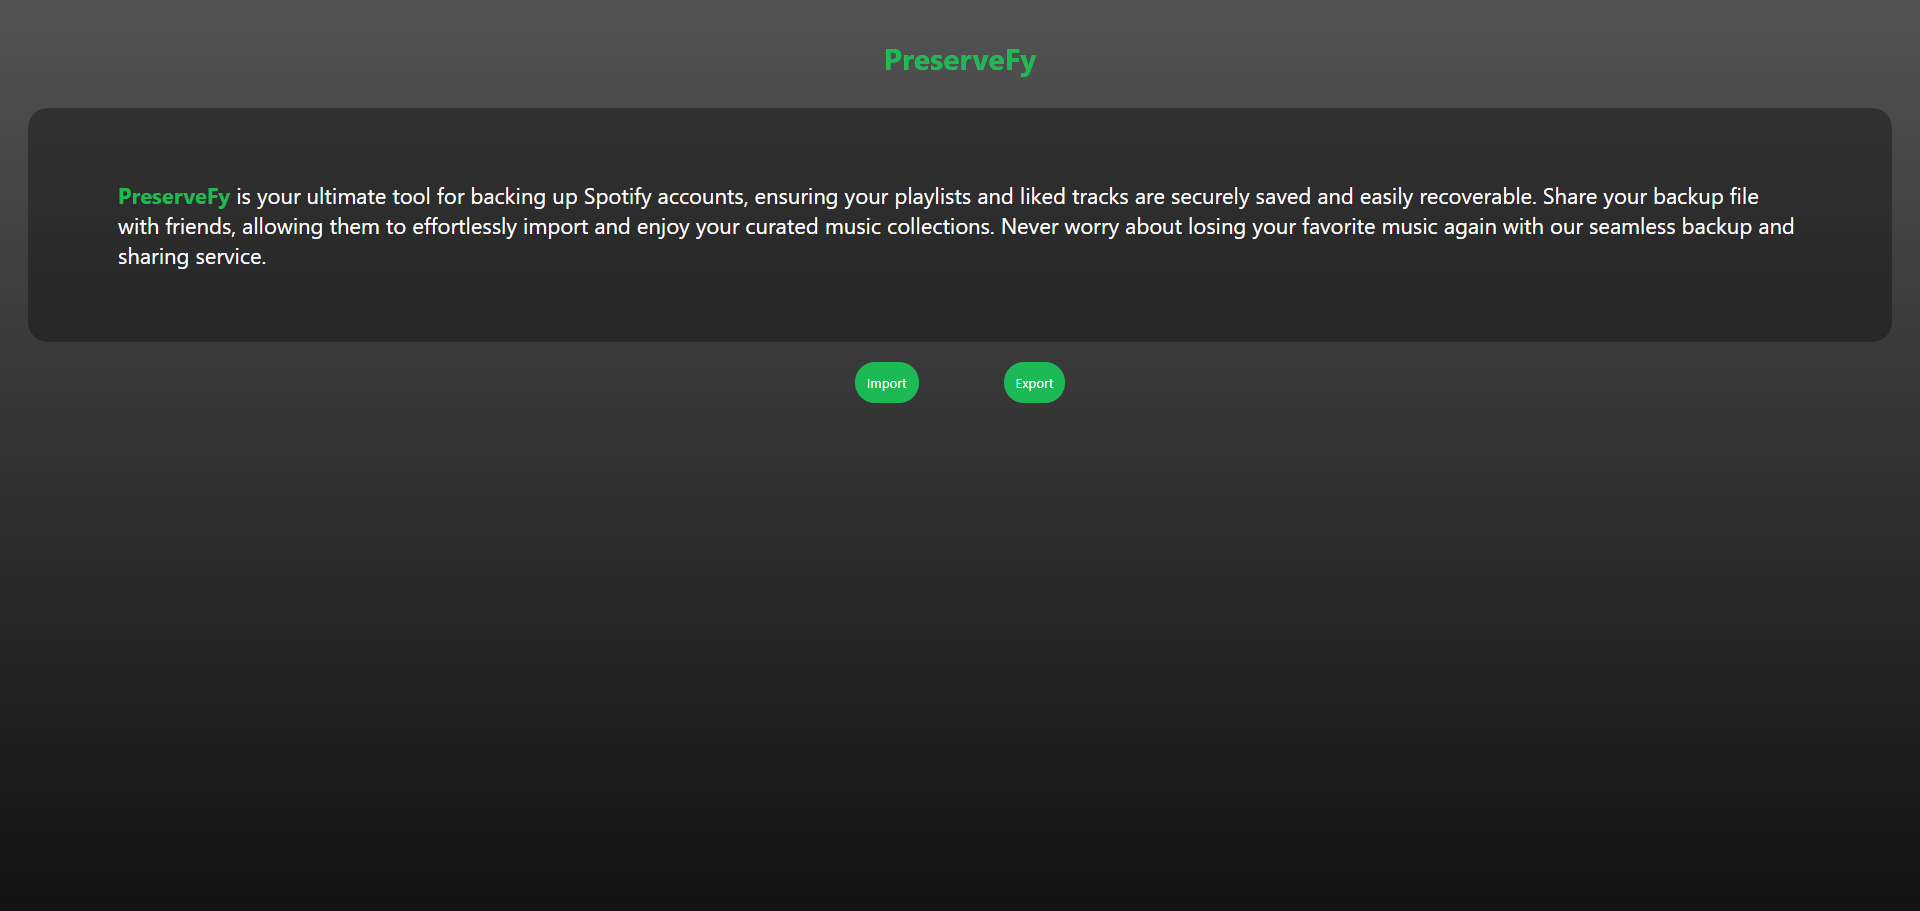 PreserveFy
PreserveFy is your ultimate tool for backing up Spotify accounts, ensuring your playlists and liked tracks are securely saved and easily recoverable. Share your backup file
with friends, allowing them to effortlessly import and enjoy your curated music collections. Never worry about losing your favorite music again with our seamless backup and
sharing service.
Import
Export